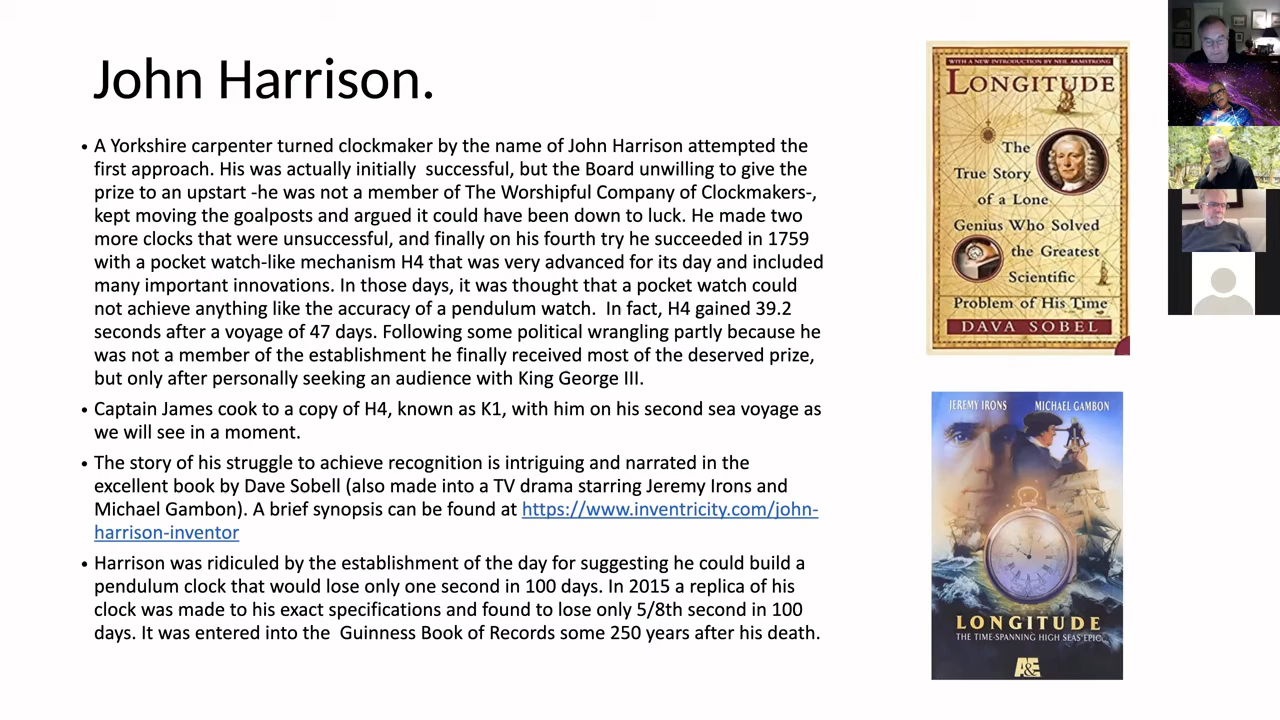 John Harrison.
• A Yorkshire carpenter turned clockmaker by the name of John Harrison attempted the
first approach. His was actually initially  successful, but the Board unwilling to give the
prize to an upstart -he was not a member of The Worshipful Company of Clockmakers-,
kept moving the goalposts and argued it could have been down to luck. He made two
more clocks that were unsuccessful, and finally on his fourth try he succeeded in 1759
with a pocket watch-like mechanism H4 that was very advanced for its day and included
many important innovations. In those days, it was thought that a pocket watch could
not achieve anything like the accuracy of a pendulum watch.  In fact, H4 gained 39.2
seconds after a voyage of 47 days. Following some political wrangling partly because he
was not a member of the establishment he finally received most of the deserved prize,
but only after personally seeking an audience with King George III.
• Captain James cook to a copy of H4, known as K1, with him on his second sea voyage as
we will see in a moment.
• The story of his struggle to achieve recognition is intriguing and narrated in the
excellent book by Dave Sobell (also made into a TV drama starring Jeremy Irons and
Michael Gambon). A brief synopsis can be found at https://www.inventricity.com/john-
harrison-inventor
• Harrison was ridiculed by the establishment of the day for suggesting he could build a
pendulum clock that would lose only one second in 100 days. In 2015 a replica of his
clock was made to his exact specifications and found to lose only 5/8th second in 100
days. It was entered into the  Guinness Book of Records some 250 years after his death.
WITH A NEW INTRODUCTION BY NEIL ARMSTRONG
LONGITUDE
The
True Story
of a Lone
Genius Who Solved
the Greatest
Scientific
Problem of His Time
DAVA SOBEL
JEREMY IRONS MICHAEL GAMBON
LONGITUDE
THE TIME-SPANNING HIGH SEAS EPIC
A&E